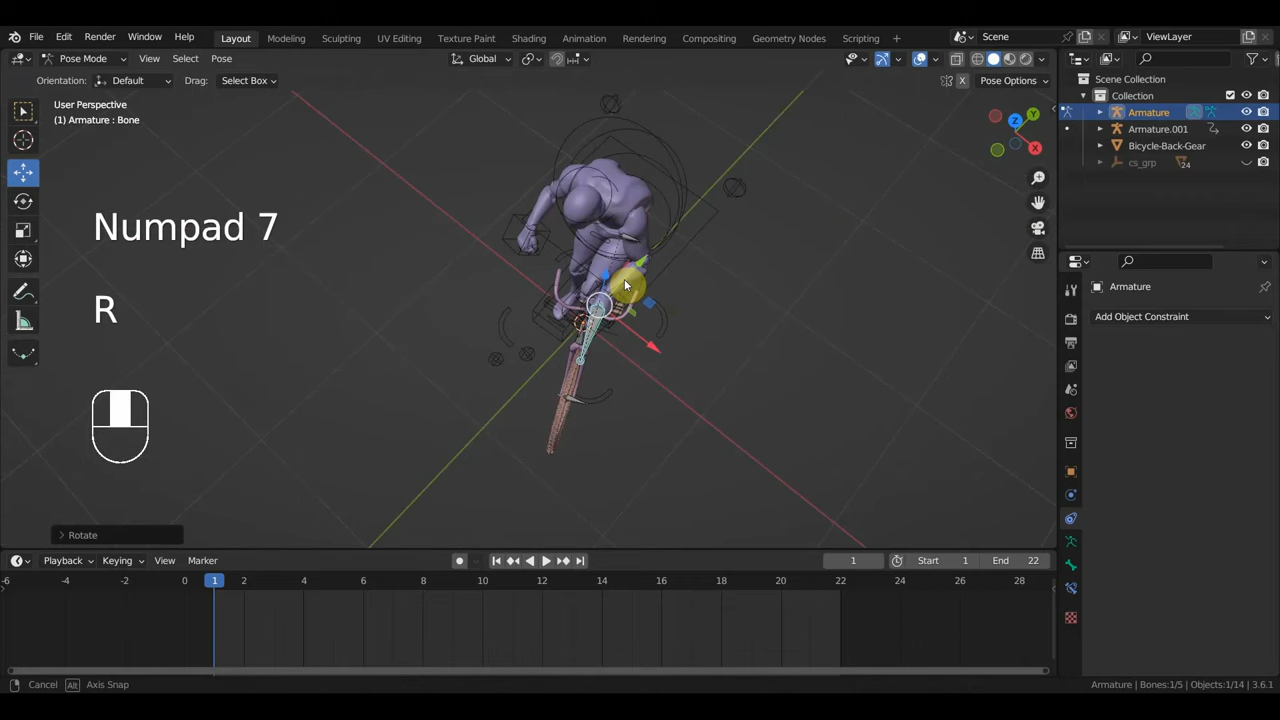 File Edit Render Window Help Layout Modeling Sculpting UV Editing Texture Paint Shading Animation Rendering Compositing Geometry Nodes Scripting + Scene ViewLayer
Pose Mode View Select Pose Global
Orientation: Default Drag: Select Box X Pose Options
User Perspective
(1) Armature : Bone
Scene Collection
Collection
Armature
Armature.001
Bicycle-Back-Gear
cs_grp 24
Z Y X
Numpad 7
R
Armature
Add Object Constraint
Rotate
Playback Keying View Marker 1 Start 1 End 22
-6 -4 -2 0 1 2 4 6 8 10 12 14 16 18 20 22 24 26 28
Cancel Alt Axis Snap Armature | Bones:1/5 | Objects:1/14 | 3.6.1